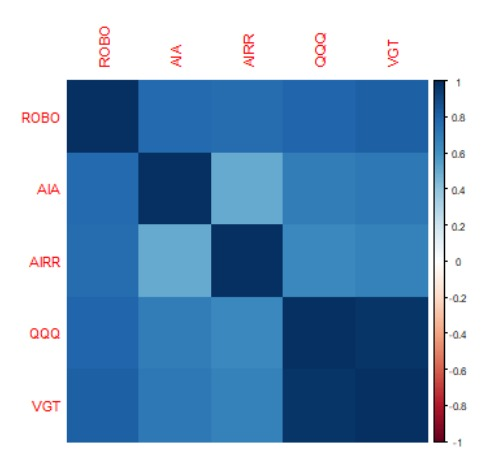 ROBO
AIA
AIRR
QQQ
VGT
ROBO
AIA
AIRR
QQQ
VGT
1
0.8
0.6
0.4
0.2
0
-0.2
-0.4
-0.6
-0.8
-1